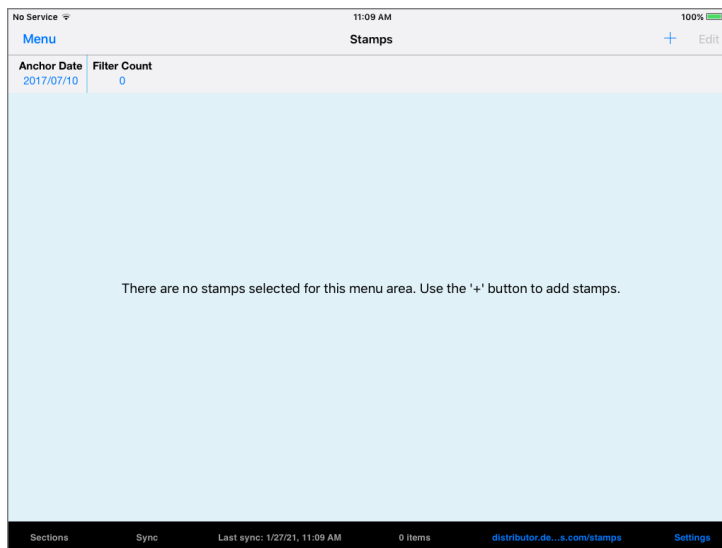 No Service 11:09 AM 100%
Menu Stamps + Edit
Anchor Date Filter Count
2017/07/10 0
There are no stamps selected for this menu area. Use the '+' button to add stamps.
Sections Sync Last sync: 1/27/21, 11:09 AM 0 items distributor.de...s.com/stamps Settings